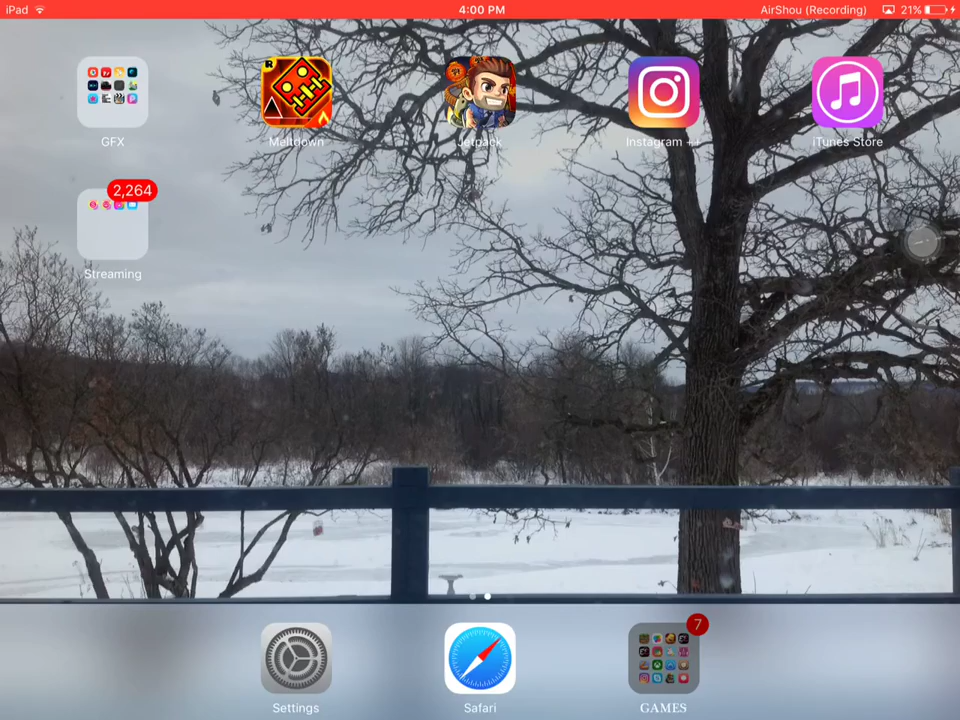 iPad 4:00 PM AirShou (Recording) 21%
GFX Meltdown Jetpack Instagram ++ iTunes Store
2,264
Streaming
7
Settings Safari GAMES